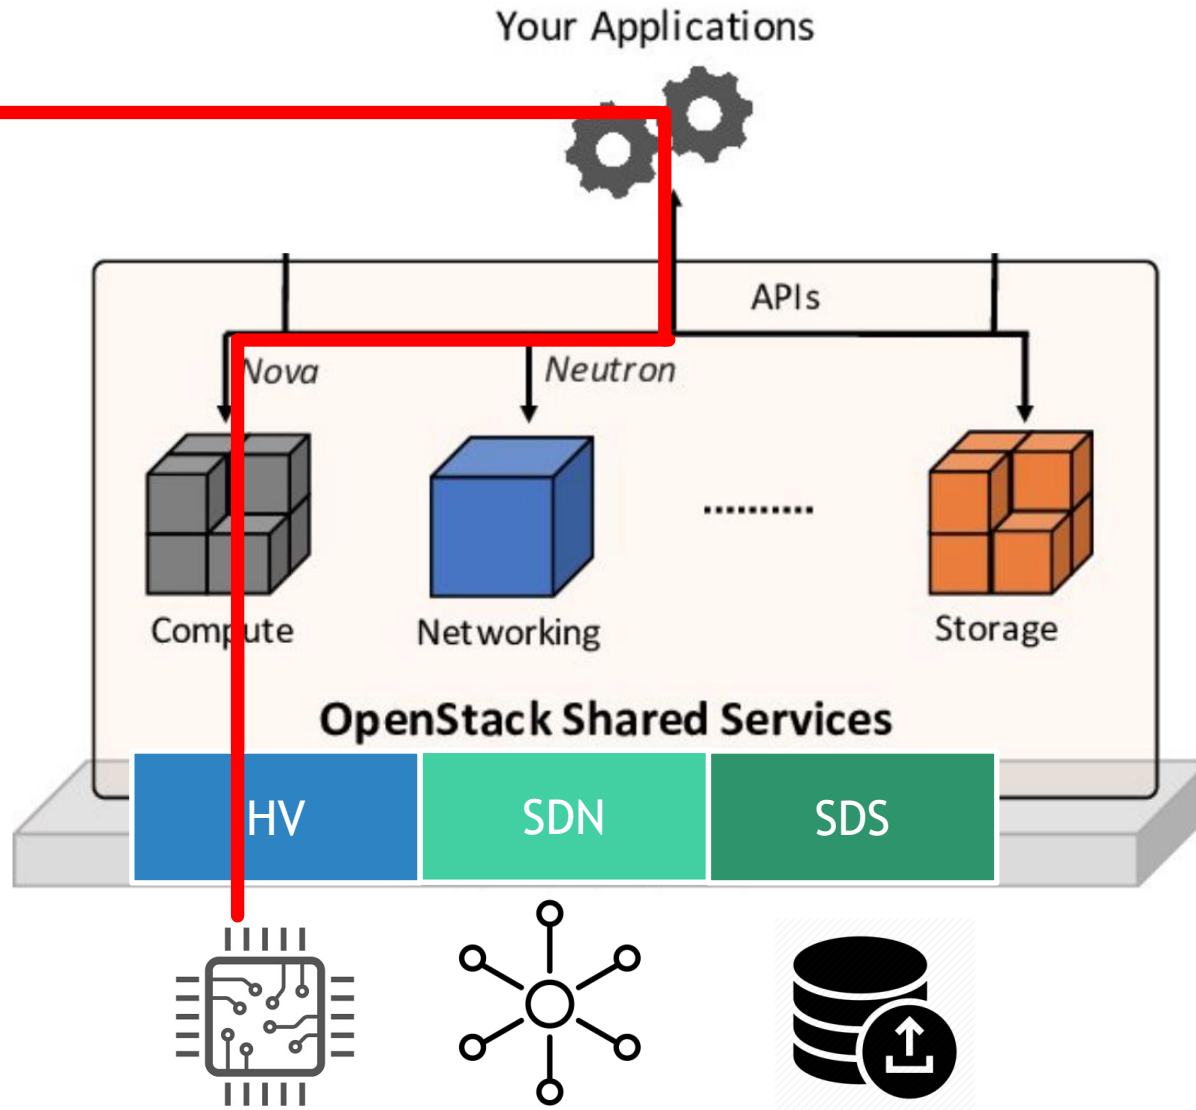 Your Applications
APIs
Nova
Neutron
Compute
Networking
..........
Storage
OpenStack Shared Services
HV
SDN
SDS